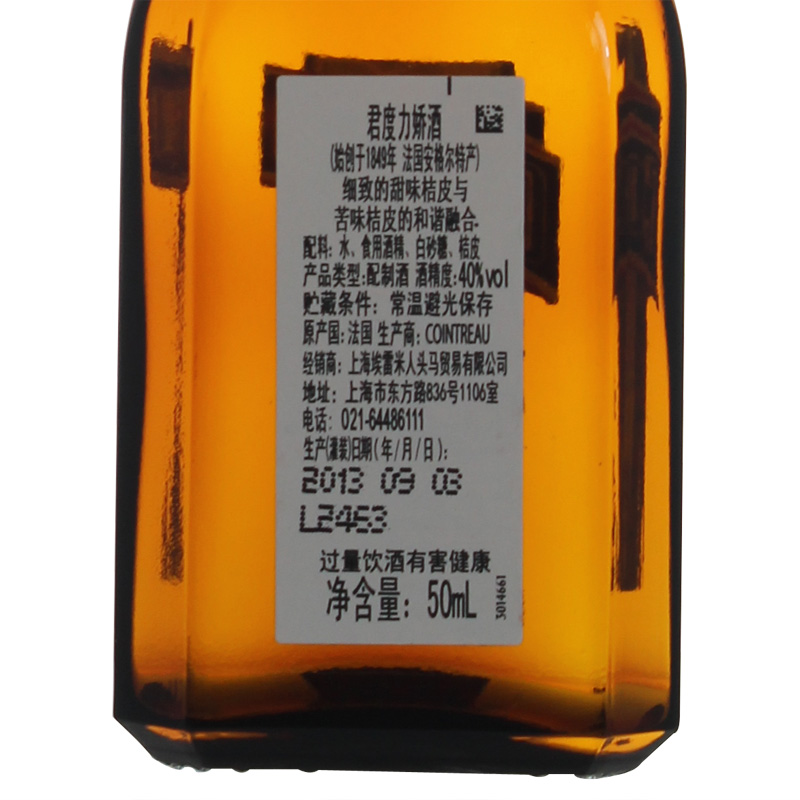 君度力娇酒
(始创于1849年 法国安格尔特产)
细致的甜味桔皮与
苦味桔皮的和谐融合.
配料: 水、食用酒精、白砂糖、桔皮
产品类型:配制酒 酒精度:40%vol
贮藏条件: 常温避光保存
原产国:法国 生产商: COINTREAU
经销商: 上海埃雷米人头马贸易有限公司
地址: 上海市东方路836号1106室
电话: 021-64486111
生产(灌装)日期(年/月/日):
2013 09 03
L2453
过量饮酒有害健康
净含量: 50mL
3014661